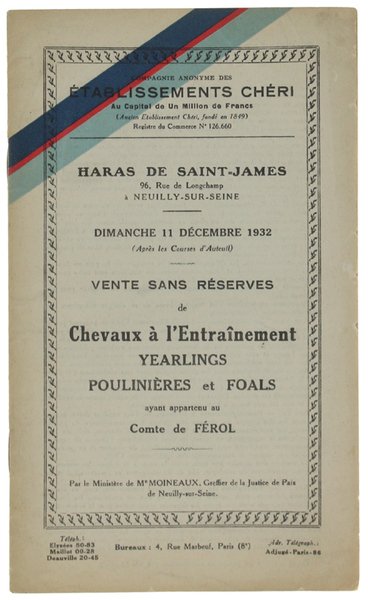 COMPAGNIE ANONYME DES
ÉTABLISSEMENTS CHÉRI
Au Capital de Un Million de Francs
(Ancien Etablissement Chéri, fondé en 1849)
Registre du Commerce N° 126.660
HARAS DE SAINT-JAMES
96, Rue de Longchamp
à NEUILLY-SUR-SEINE
DIMANCHE 11 DÉCEMBRE 1932
(Après les Courses d'Auteuil)
VENTE SANS RÉSERVES
de
Chevaux à l'Entraînement
YEARLINGS
POULINIÈRES et FOALS
ayant appartenu au
Comte de FÉROL
Par le Ministère de Mᵉ MOINEAUX, Greffier de la Justice de Paix
de Neuilly-sur-Seine.
Téléph. :
Elysées 50-83
Maillot 00-28
Deauville 20-45
Bureaux : 4, Rue Marbeuf, Paris (8ᵉ)
Adr. Télégraph. :
Adjugé-Paris-86